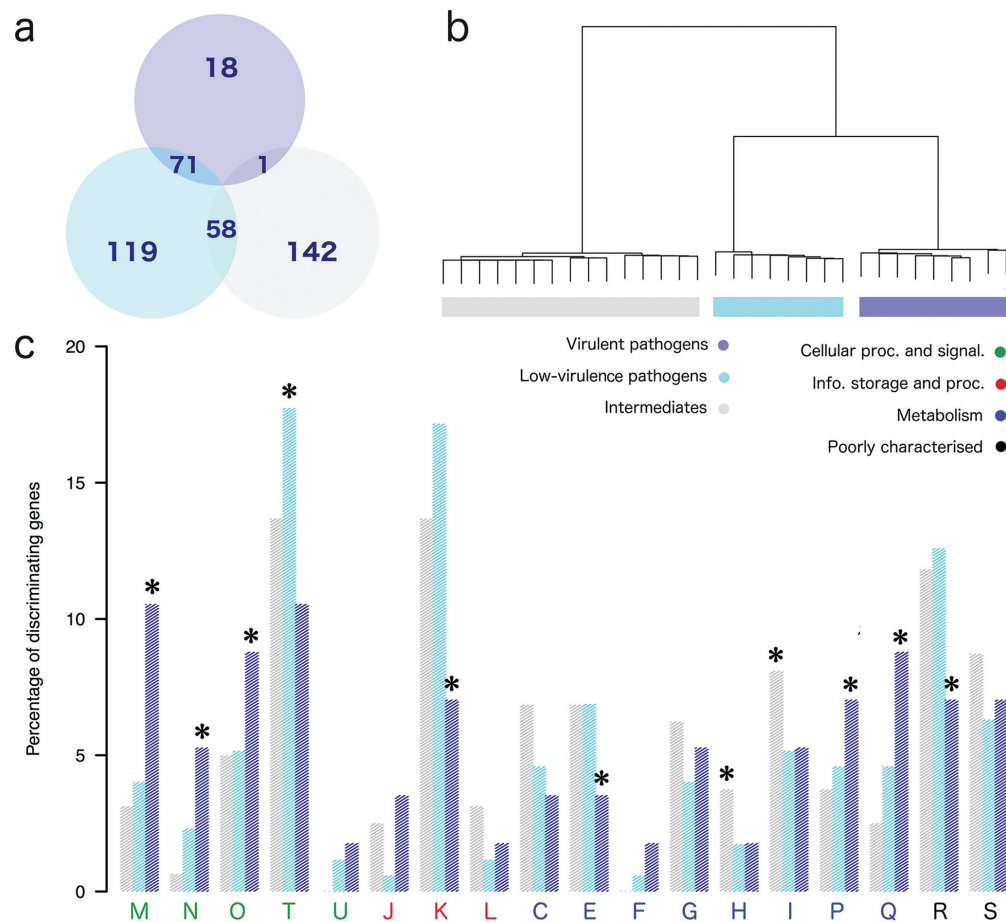 a
b
18
71
1
58
119
142
c
Virulent pathogens
Low-virulence pathogens
Intermediates
Cellular proc. and signal.
Info. storage and proc.
Metabolism
Poorly characterised
Percentage of discriminating genes
20
15
10
5
0
* * * * * * * * * * *
M N O T U J K L C E F G H I P Q R S